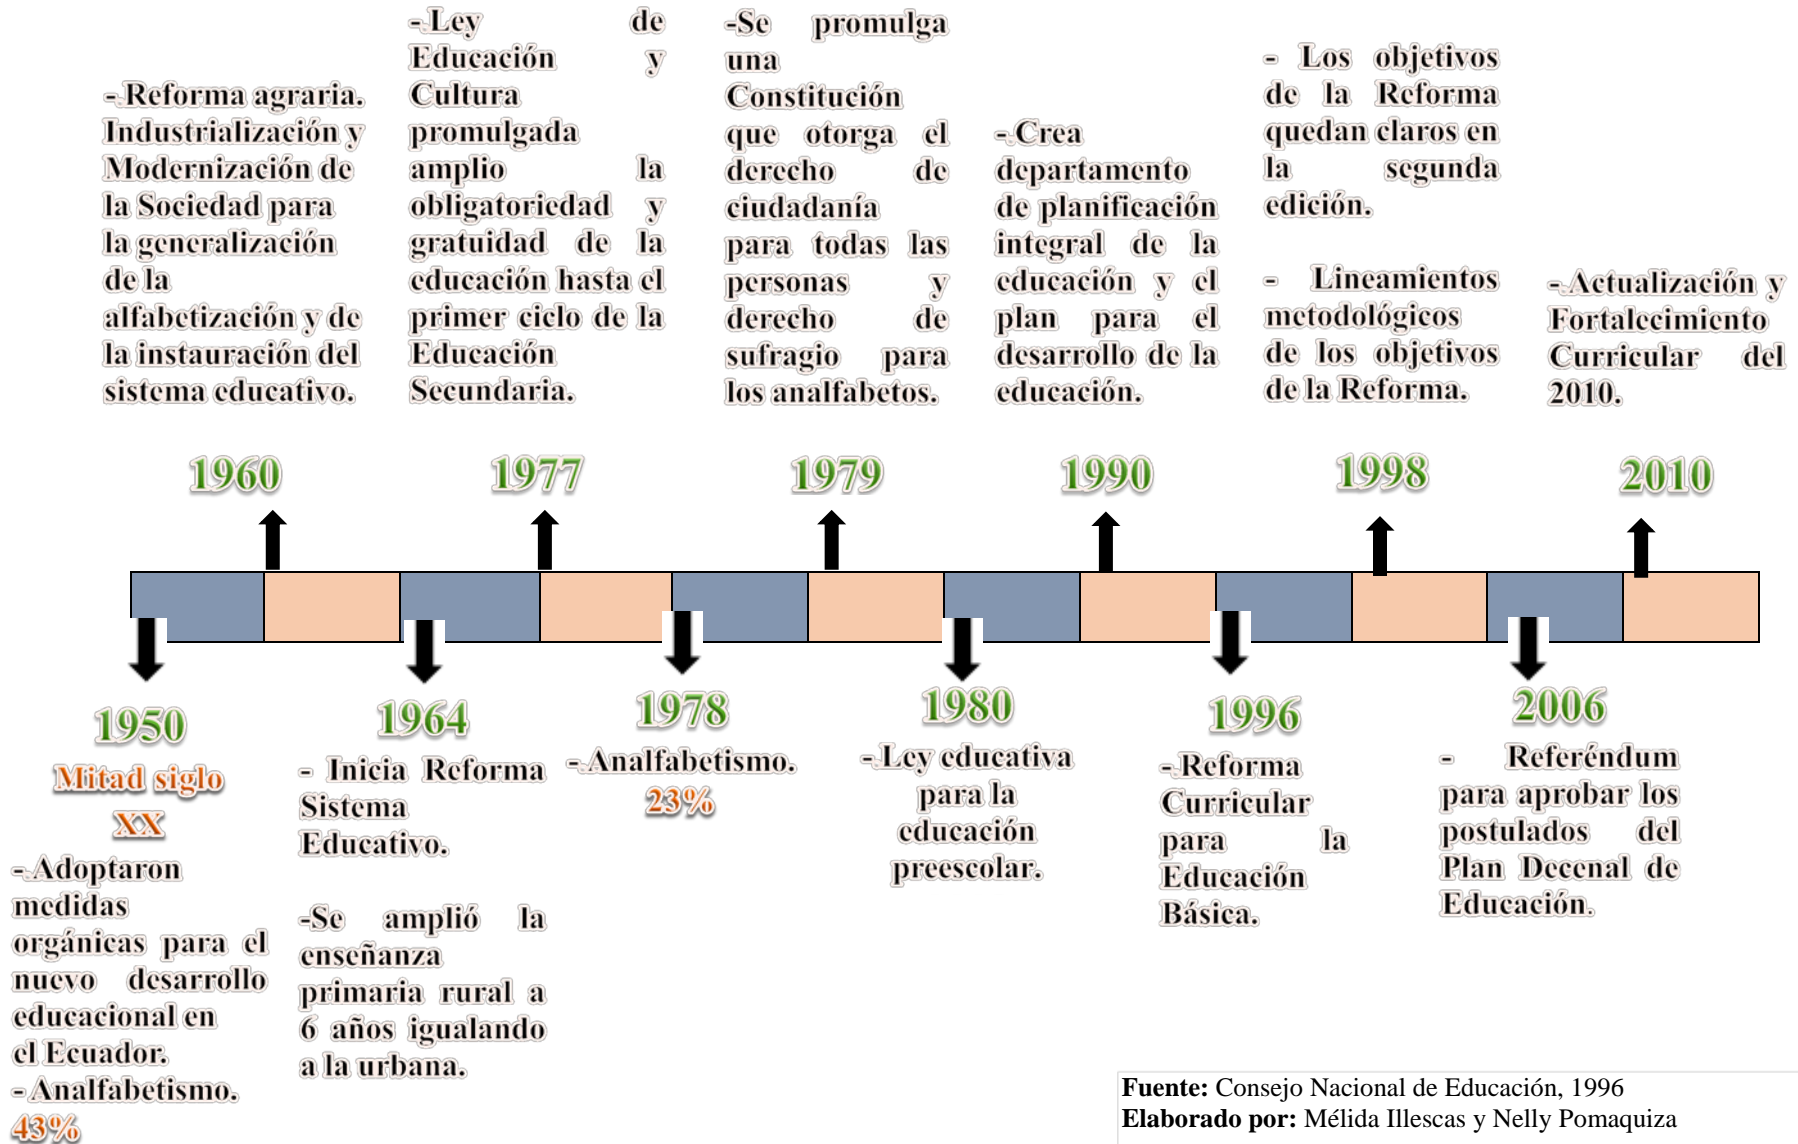 - Reforma agraria.
Industrialización y
Modernización de
la Sociedad para
la generalización
de la
alfabetización y de
la instauración del
sistema educativo.
1960
- Ley de
Educación y
Cultura
promulgada
amplio la
obligatoriedad y
gratuidad de la
educación hasta el
primer ciclo de la
Educación
Secundaria.
1977
-Se promulga
una
Constitución
que otorga el
derecho de
ciudadanía
para todas las
personas y
derecho de
sufragio para
los analfabetos.
1979
- Crea
departamento
de planificación
integral de la
educación y el
plan para el
desarrollo de la
educación.
1990
- Los objetivos
de la Reforma
quedan claros en
la segunda
edición.
- Lineamientos
metodológicos
de los objetivos
de la Reforma.
1998
- Actualización y
Fortalecimiento
Curricular del
2010.
2010
1950
Mitad siglo
XX
- Adoptaron
medidas
orgánicas para el
nuevo desarrollo
educacional en
el Ecuador.
- Analfabetismo.
43%
1964
- Inicia Reforma
Sistema
Educativo.
-Se amplió la
enseñanza
primaria rural a
6 años igualando
a la urbana.
1978
- Analfabetismo.
23%
1980
- Ley educativa
para la
educación
preescolar.
1996
- Reforma
Curricular
para la
Educación
Básica.
2006
- Referéndum
para aprobar los
postulados del
Plan Decenal de
Educación.
Fuente: Consejo Nacional de Educación, 1996
Elaborado por: Mélida Illescas y Nelly Pomaquiza